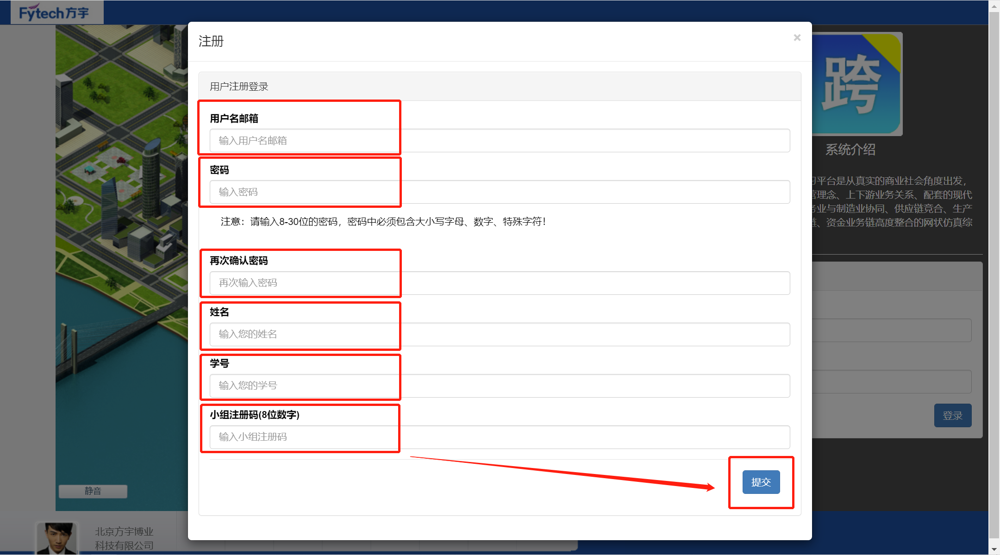 Fytech方宇
注册
×
用户注册登录
用户名邮箱
输入用户名邮箱
密码
输入密码
注意：请输入8-30位的密码，密码中必须包含大小写字母、数字、特殊字符！
再次确认密码
再次输入密码
姓名
输入您的姓名
学号
输入您的学号
小组注册码(8位数字)
输入小组注册码
提交
跨
系统介绍
平台是从真实的商业社会角度出发，
理念、上下游业务关系、配套的现代
业与制造业协同、供应链竞合、生产
、资金业务链高度整合的网状仿真综
登录
静音
北京方宇博业
科技有限公司